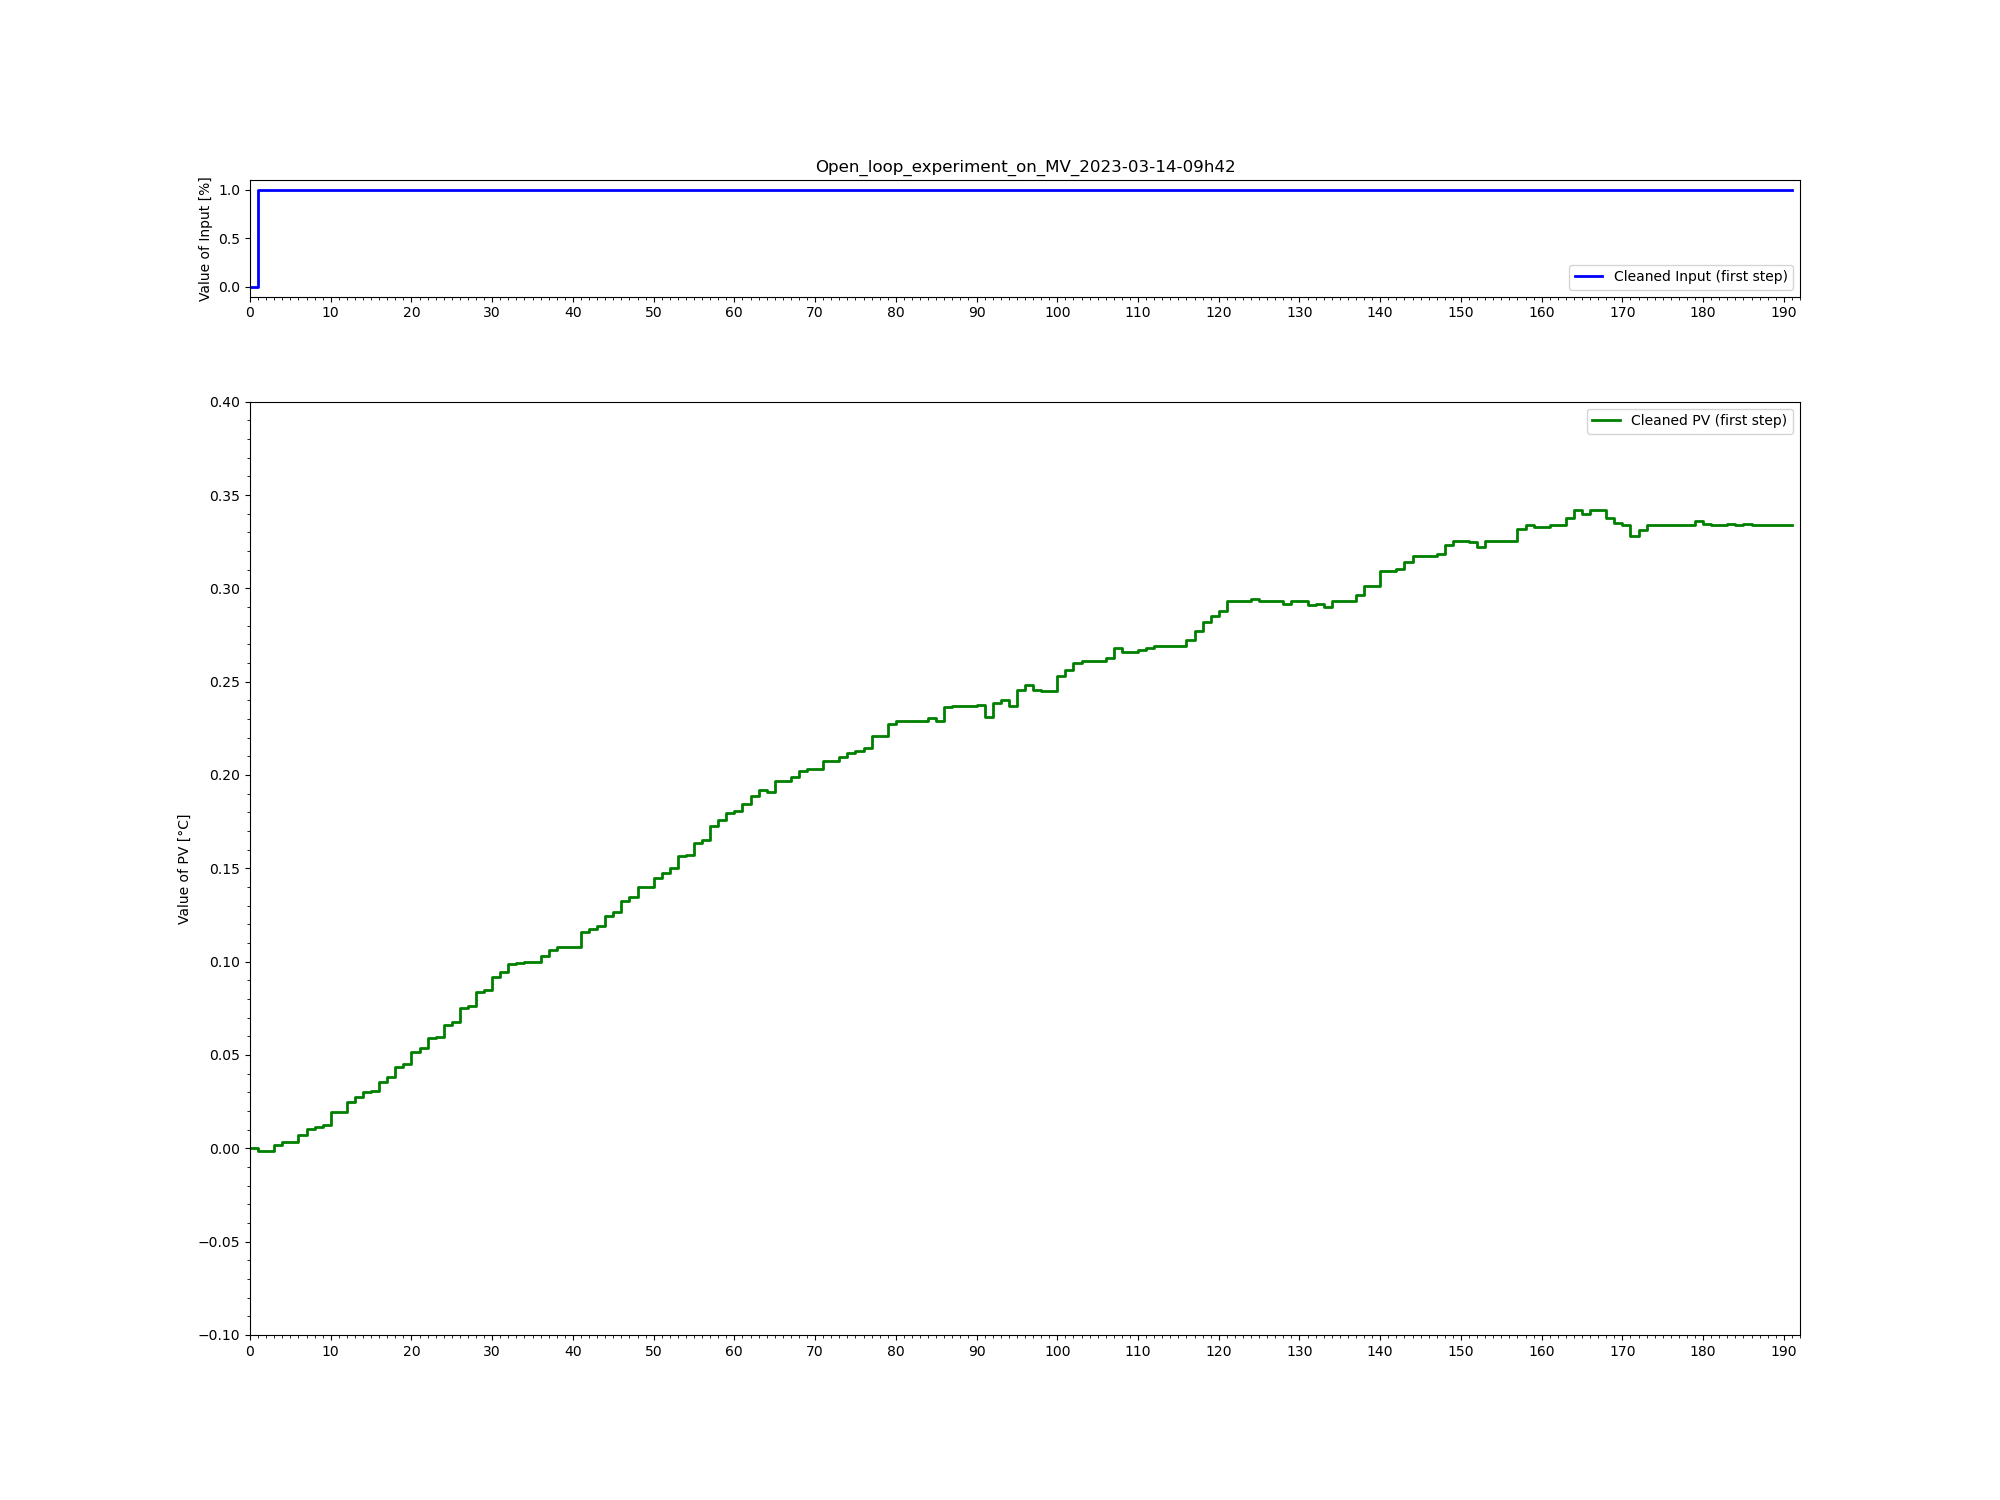 Open_loop_experiment_on_MV_2023-03-14-09h42
Value of Input [%]
1.0
0.5
0.0
Cleaned Input (first step)
0 10 20 30 40 50 60 70 80 90 100 110 120 130 140 150 160 170 180 190
Value of PV [°C]
0.40
0.35
0.30
0.25
0.20
0.15
0.10
0.05
0.00
−0.05
−0.10
Cleaned PV (first step)
0 10 20 30 40 50 60 70 80 90 100 110 120 130 140 150 160 170 180 190